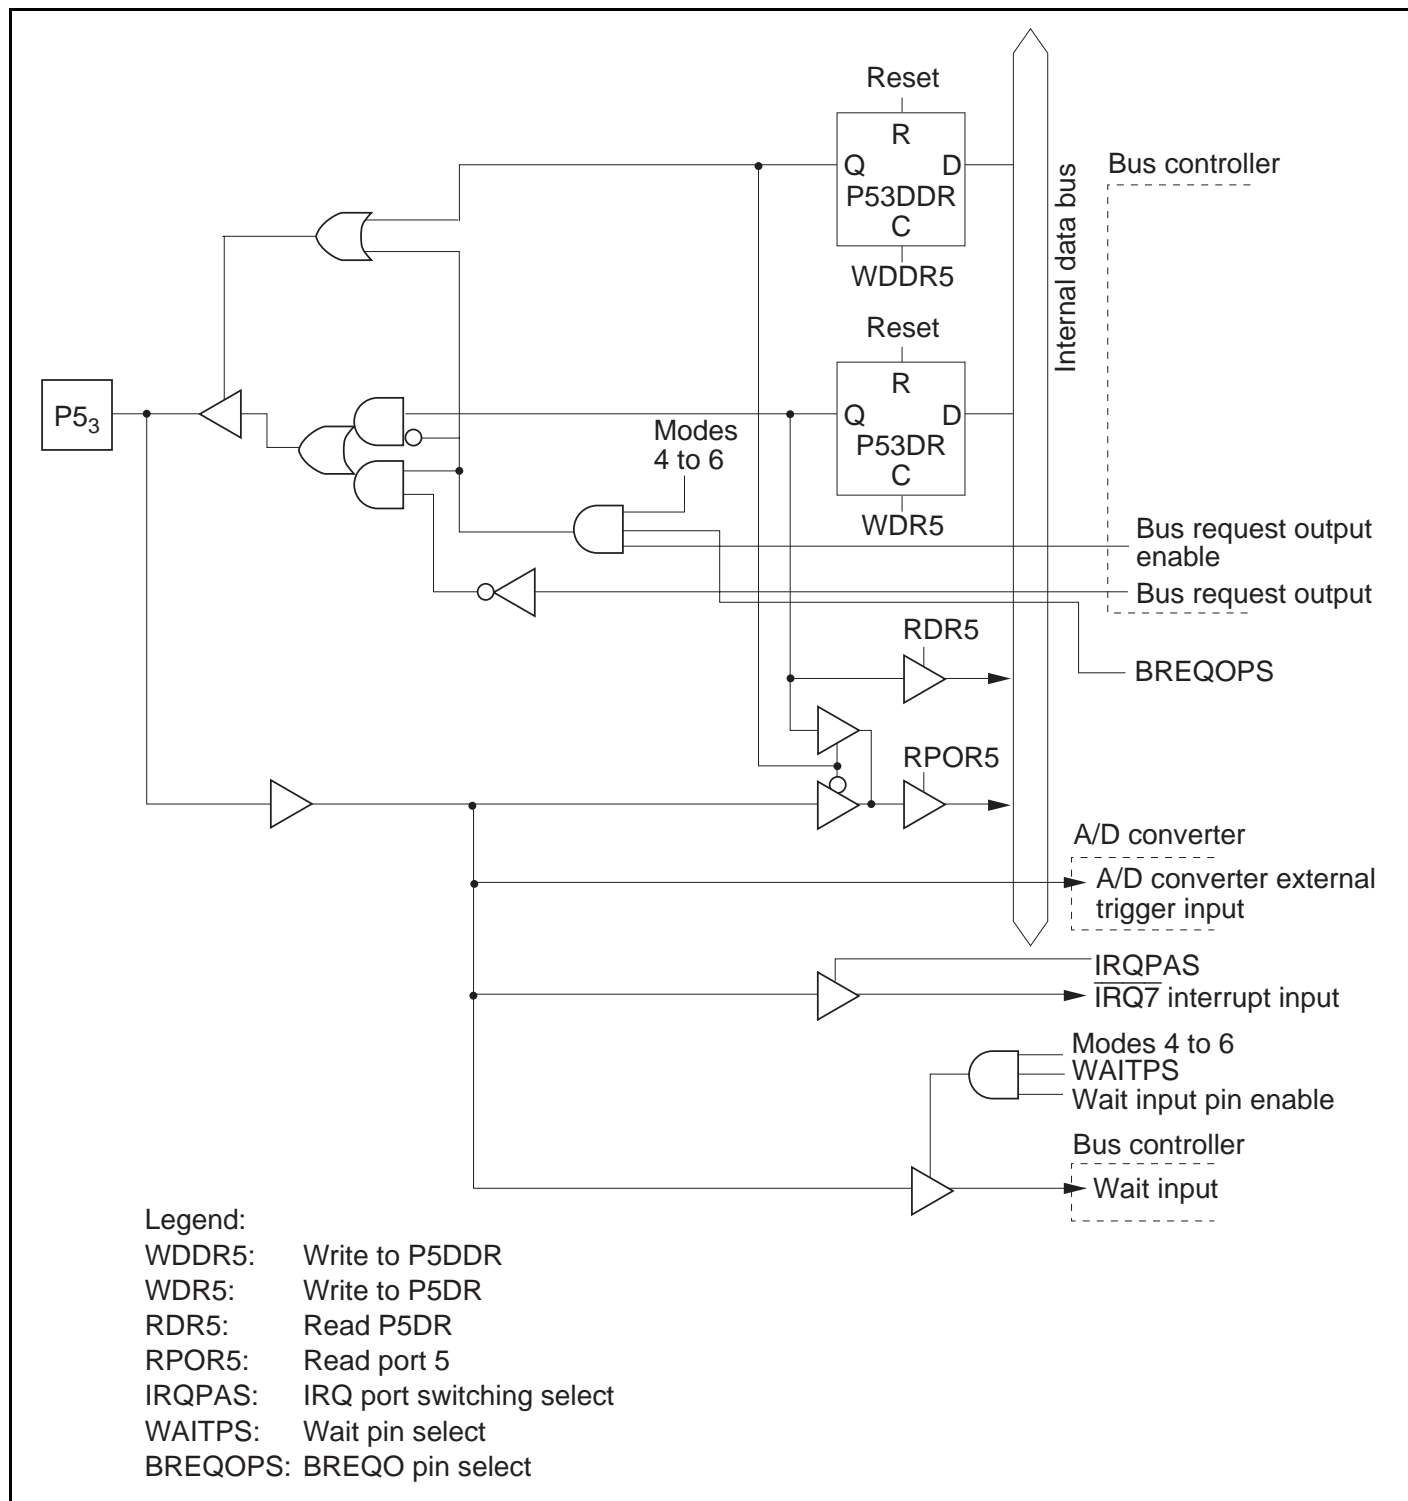 Reset
R
Q D
P53DDR
C
WDDR5
Internal data bus
Bus controller
Reset
R
Q D
P53DR
C
WDR5
P5₃
Modes
4 to 6
Bus request output
enable
Bus request output
RDR5
BREQOPS
RPOR5
A/D converter
A/D converter external
trigger input
IRQPAS
IRQ7 interrupt input
Modes 4 to 6
WAITPS
Wait input pin enable
Bus controller
Wait input
Legend:
WDDR5: Write to P5DDR
WDR5: Write to P5DR
RDR5: Read P5DR
RPOR5: Read port 5
IRQPAS: IRQ port switching select
WAITPS: Wait pin select
BREQOPS: BREQO pin select